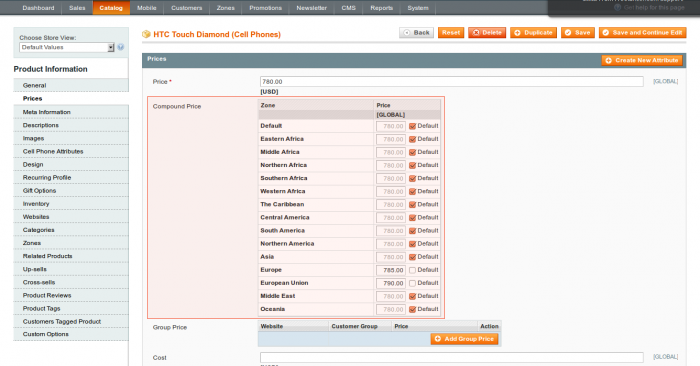 for help for this page
Dashboard Sales Catalog Mobile Customers Zones Promotions Newsletter CMS Reports System
Choose Store View:
Default Values
HTC Touch Diamond (Cell Phones)
Back Reset Delete Duplicate Save Save and Continue Edit
Product Information
General
Prices
Meta Information
Descriptions
Images
Cell Phone Attributes
Design
Recurring Profile
Gift Options
Inventory
Websites
Categories
Zones
Related Products
Up-sells
Cross-sells
Product Reviews
Product Tags
Customers Tagged Product
Custom Options
Prices
Create New Attribute
Price * 780.00 [GLOBAL]
[USD]
Compound Price
Zone Price
[GLOBAL]
Default 780.00 Default
Eastern Africa 780.00 Default
Middle Africa 780.00 Default
Northern Africa 780.00 Default
Southern Africa 780.00 Default
Western Africa 780.00 Default
The Caribbean 780.00 Default
Central America 780.00 Default
South America 780.00 Default
Northern America 780.00 Default
Asia 780.00 Default
Europe 785.00 Default
European Union 790.00 Default
Middle East 780.00 Default
Oceania 780.00 Default
Group Price
Website Customer Group Price Action
Add Group Price
Cost [GLOBAL]